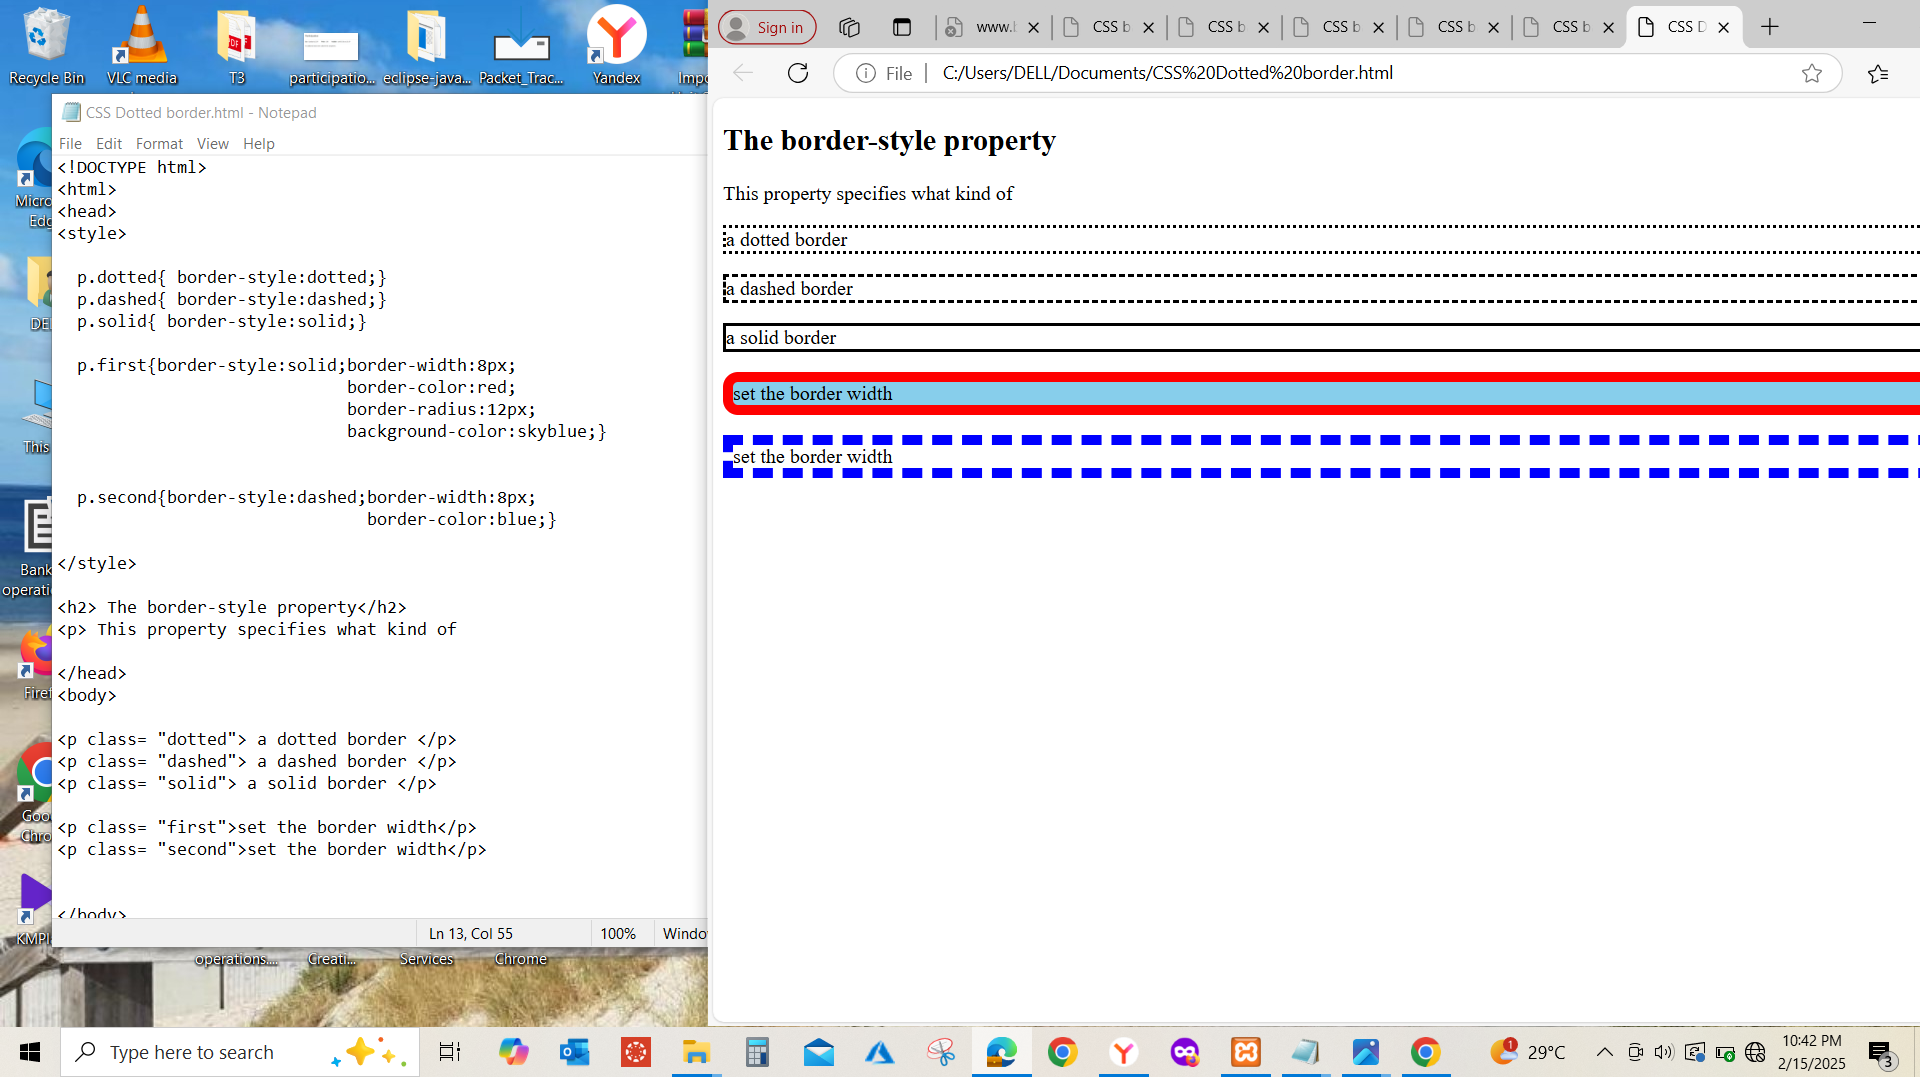 Recycle Bin
VLC media
T3
participatio...
eclipse-java...
Packet_Trac...
Yandex
Impo
Micro
Edg
DEL
This
Bank
operatio
Firef
Goo
Chro
KMPl
operations....
Creati...
Services
Chrome
CSS Dotted border.html - Notepad
File Edit Format View Help
<!DOCTYPE html>
<html>
<head>
<style>
p.dotted{ border-style:dotted;}
p.dashed{ border-style:dashed;}
p.solid{ border-style:solid;}
p.first{border-style:solid;border-width:8px;
border-color:red;
border-radius:12px;
background-color:skyblue;}
p.second{border-style:dashed;border-width:8px;
border-color:blue;}
</style>
<h2> The border-style property</h2>
<p> This property specifies what kind of
</head>
<body>
<p class= "dotted"> a dotted border </p>
<p class= "dashed"> a dashed border </p>
<p class= "solid"> a solid border </p>
<p class= "first">set the border width</p>
<p class= "second">set the border width</p>
</body>
Ln 13, Col 55
100%
Windo
Sign in
www.b
CSS b
CSS b
CSS b
CSS b
CSS b
CSS D
File
C:/Users/DELL/Documents/CSS%20Dotted%20border.html
The border-style property
This property specifies what kind of
a dotted border
a dashed border
a solid border
set the border width
set the border width
Type here to search
1
29°C
10:42 PM
2/15/2025
3